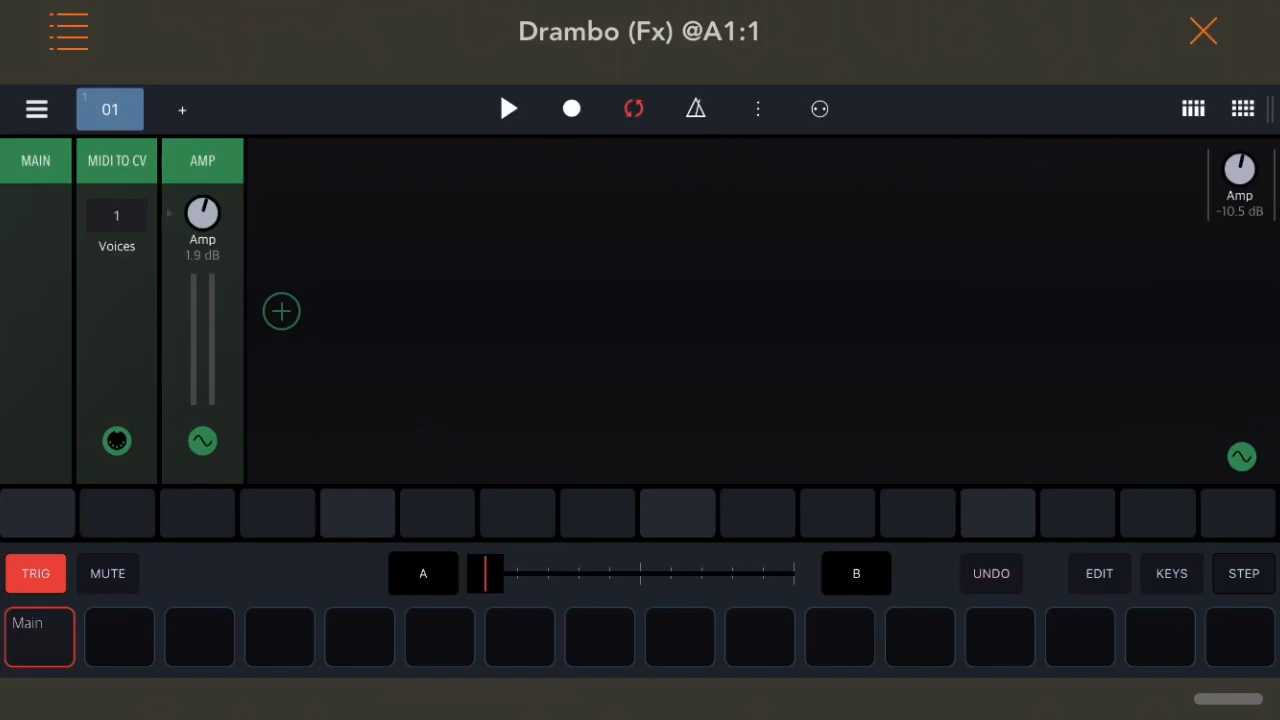 Drambo (Fx) @A1:1
1
01
+
MAIN
MIDI TO CV
AMP
1
Voices
Amp
1.9 dB
Amp
-10.5 dB
TRIG
MUTE
A
B
UNDO
EDIT
KEYS
STEP
Main